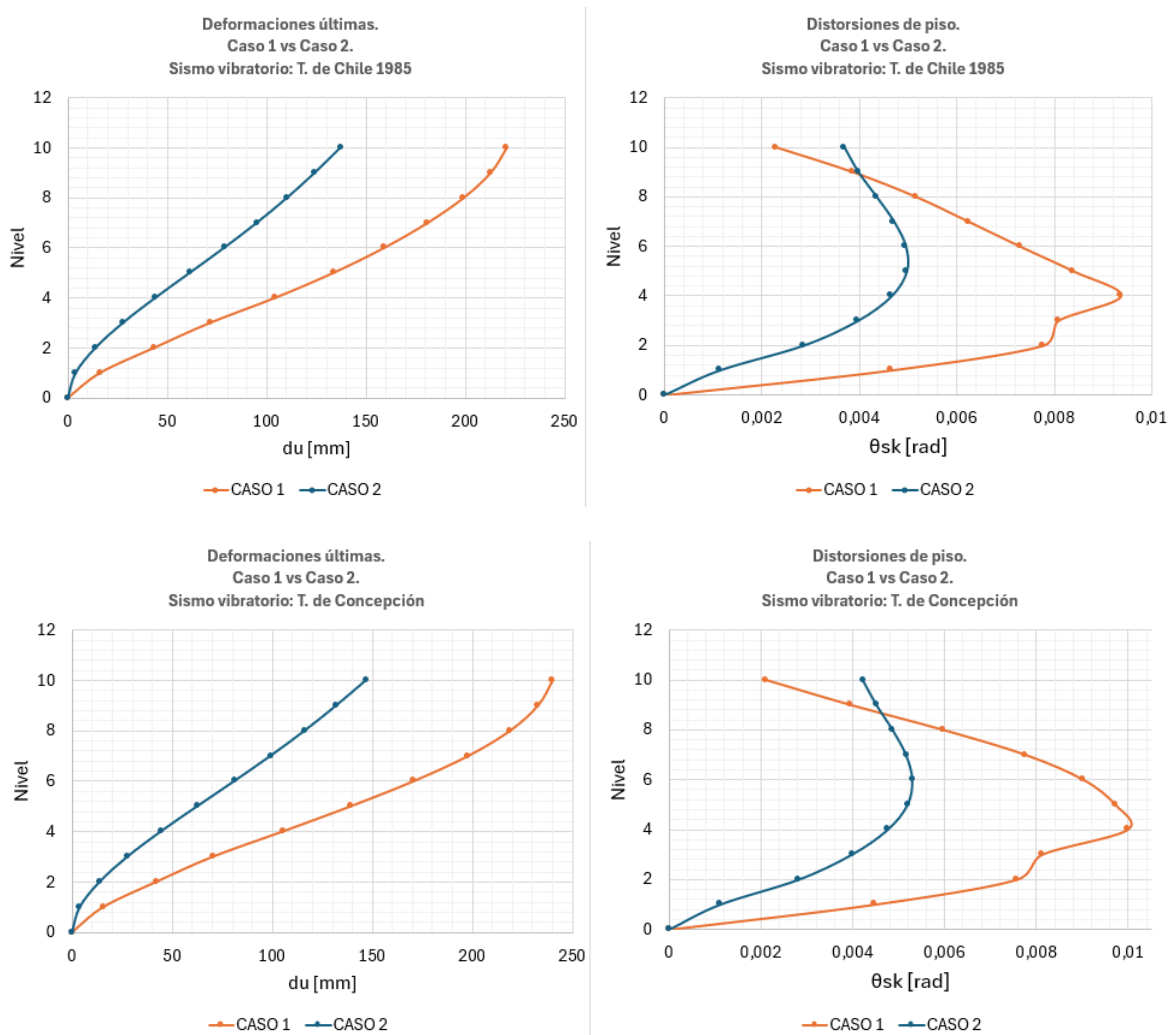 Deformaciones últimas.
Caso 1 vs Caso 2.
Sismo vibratorio: T. de Chile 1985
12
10
8
6
4
2
0
Nivel
0 50 100 150 200 250
du [mm]
CASO 1 CASO 2
Distorsiones de piso.
Caso 1 vs Caso 2.
Sismo vibratorio: T. de Chile 1985
12
10
8
6
4
2
0
Nivel
0 0,002 0,004 0,006 0,008 0,01
θsk [rad]
CASO 1 CASO 2
Deformaciones últimas.
Caso 1 vs Caso 2.
Sismo vibratorio: T. de Concepción
12
10
8
6
4
2
0
Nivel
0 50 100 150 200 250
du [mm]
CASO 1 CASO 2
Distorsiones de piso.
Caso 1 vs Caso 2.
Sismo vibratorio: T. de Concepción
12
10
8
6
4
2
0
Nivel
0 0,002 0,004 0,006 0,008 0,01
θsk [rad]
CASO 1 CASO 2